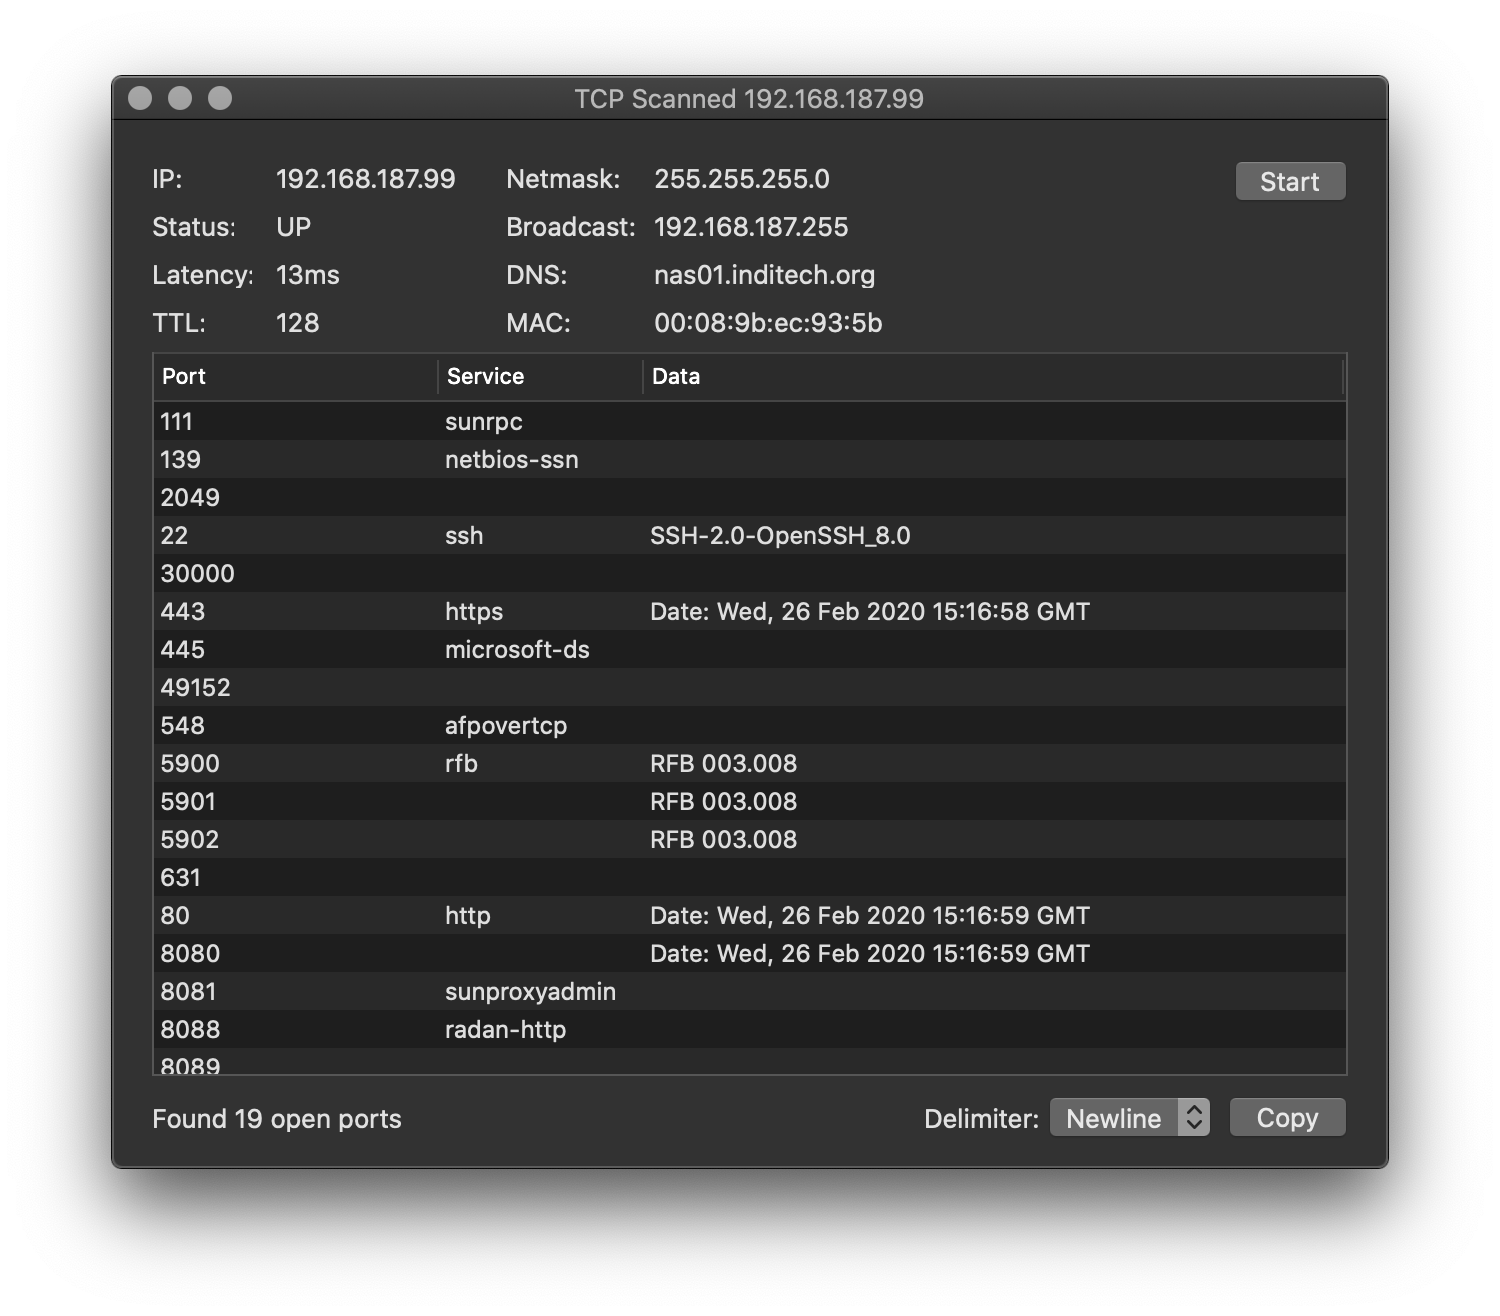 TCP Scanned 192.168.187.99
IP: 192.168.187.99 Netmask: 255.255.255.0 Start
Status: UP Broadcast: 192.168.187.255
Latency: 13ms DNS: nas01.inditech.org
TTL: 128 MAC: 00:08:9b:ec:93:5b
Port Service Data
111 sunrpc
139 netbios-ssn
2049
22 ssh SSH-2.0-OpenSSH_8.0
30000
443 https Date: Wed, 26 Feb 2020 15:16:58 GMT
445 microsoft-ds
49152
548 afpovertcp
5900 rfb RFB 003.008
5901 RFB 003.008
5902 RFB 003.008
631
80 http Date: Wed, 26 Feb 2020 15:16:59 GMT
8080 Date: Wed, 26 Feb 2020 15:16:59 GMT
8081 sunproxyadmin
8088 radan-http
8089
Found 19 open ports Delimiter: Newline Copy